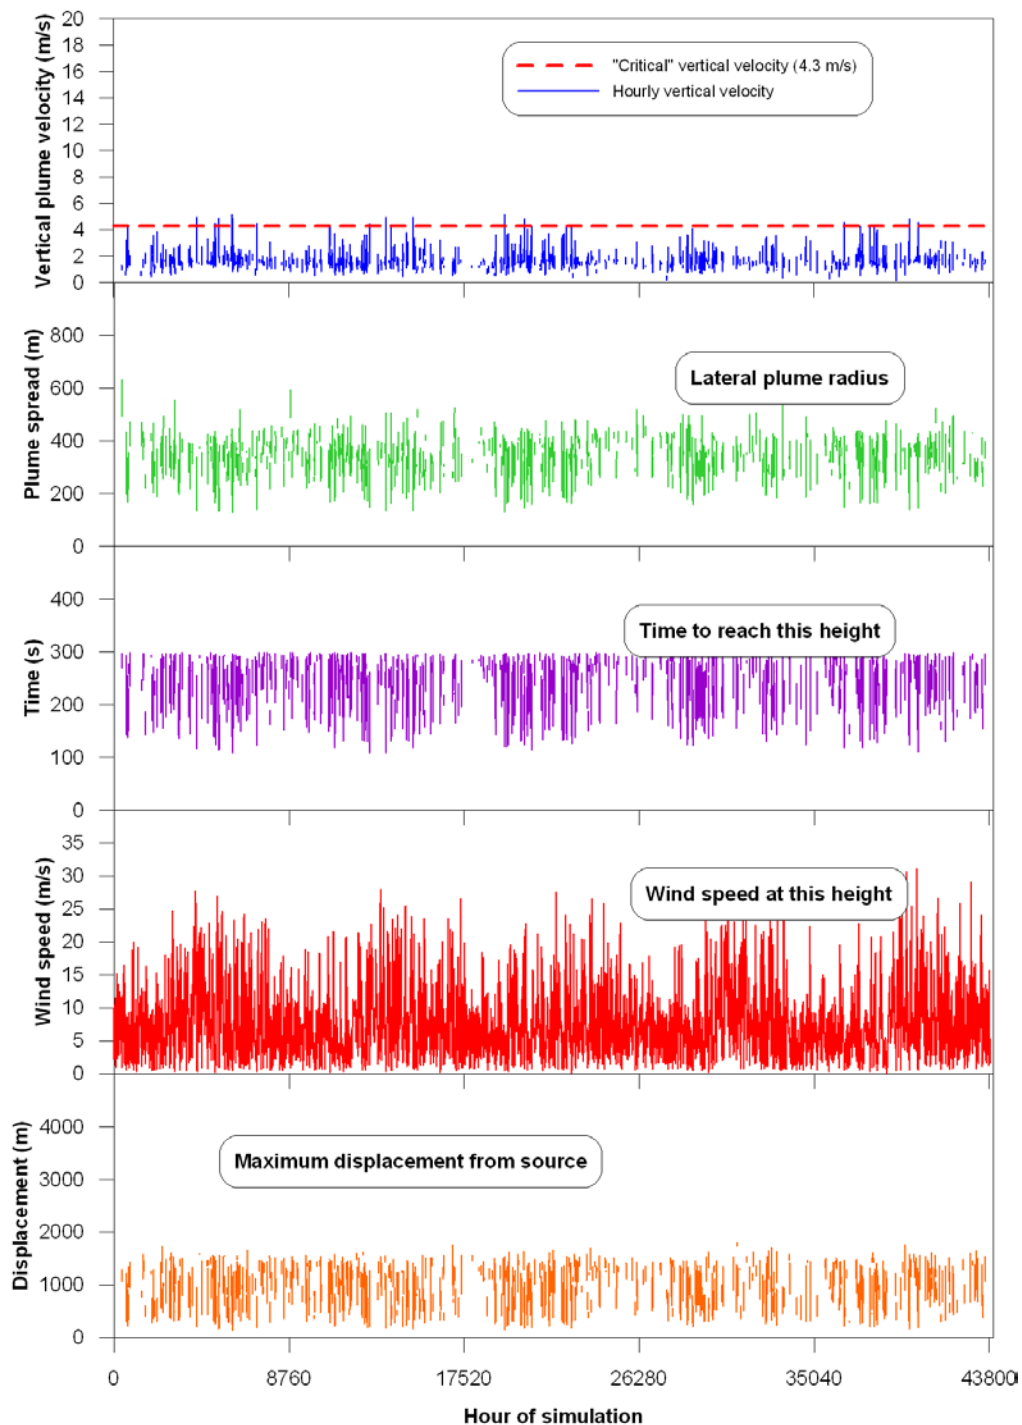 Vertical plume velocity (m/s)
20
18
16
14
12
10
8
6
4
2
0
"Critical" vertical velocity (4.3 m/s)
Hourly vertical velocity
Plume spread (m)
800
600
400
200
0
Lateral plume radius
Time (s)
400
300
200
100
0
Time to reach this height
Wind speed (m/s)
35
30
25
20
15
10
5
0
Wind speed at this height
Displacement (m)
4000
3000
2000
1000
0
Maximum displacement from source
0 8760 17520 26280 35040 43800
Hour of simulation